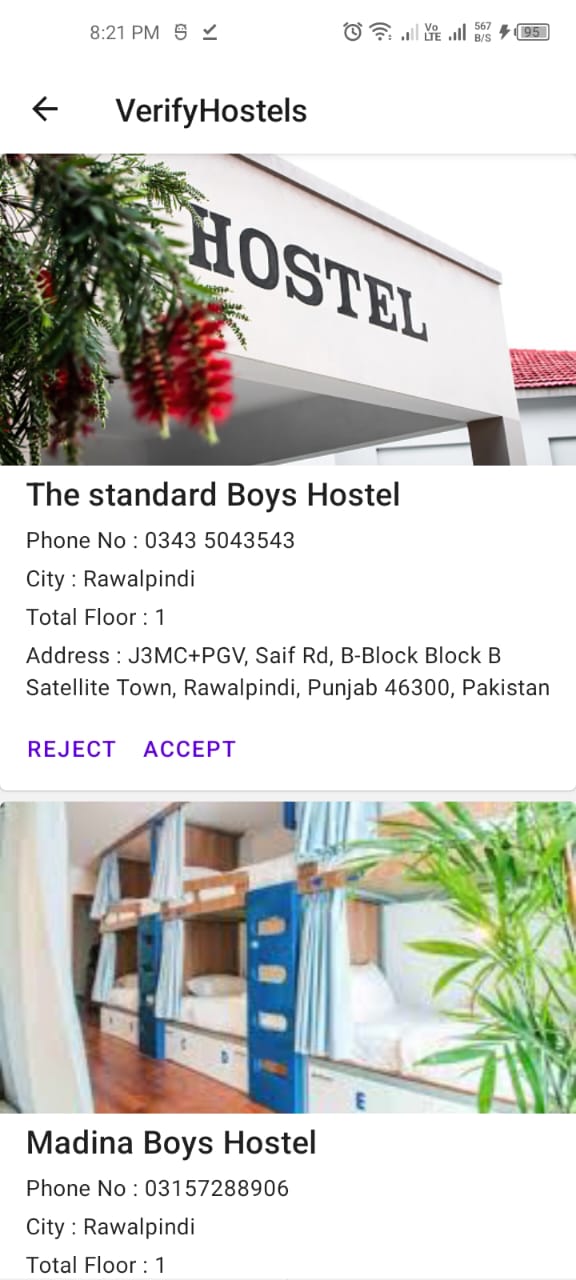 8:21 PM
Vo LTE
567 B/S
95
VerifyHostels
HOSTEL
The standard Boys Hostel
Phone No : 0343 5043543
City : Rawalpindi
Total Floor : 1
Address : J3MC+PGV, Saif Rd, B-Block Block B
Satellite Town, Rawalpindi, Punjab 46300, Pakistan
REJECT ACCEPT
C
D
E
Madina Boys Hostel
Phone No : 03157288906
City : Rawalpindi
Total Floor : 1